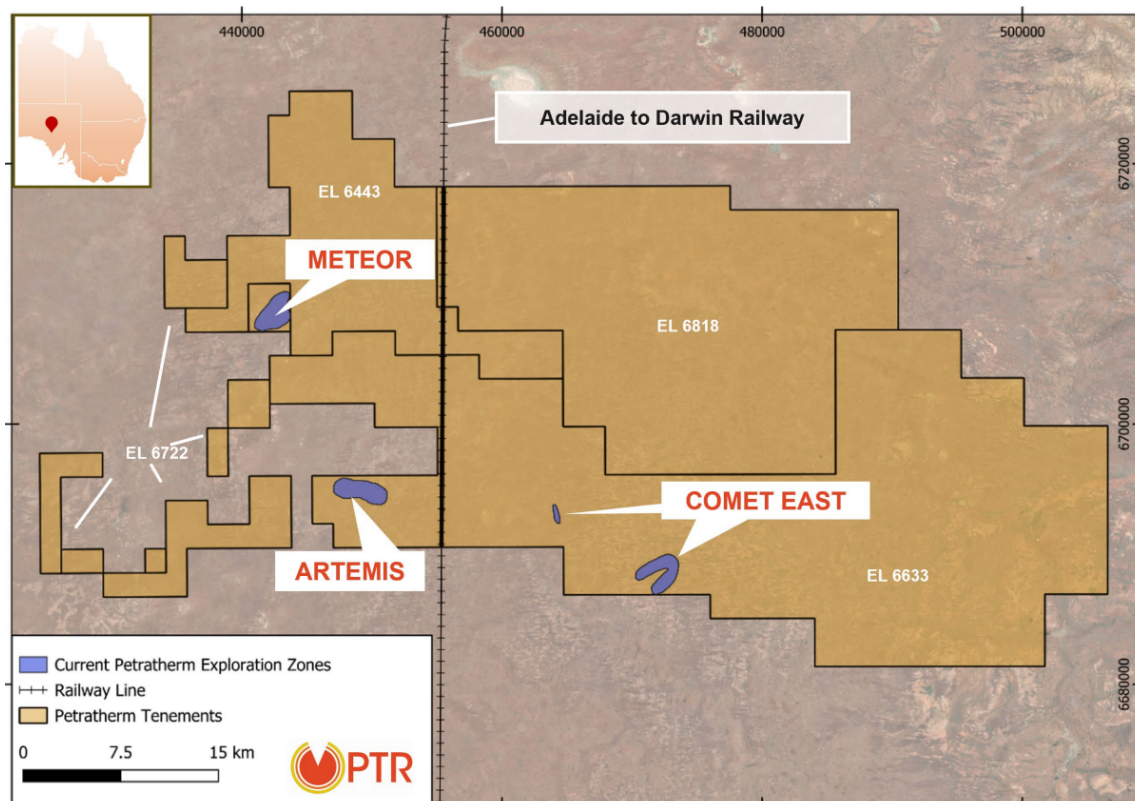 440000
460000
480000
500000
Adelaide to Darwin Railway
6720000
EL 6443
METEOR
EL 6818
6700000
EL 6722
COMET EAST
ARTEMIS
EL 6633
Current Petratherm Exploration Zones
Railway Line
Petratherm Tenements
0 7.5 15 km
PTR
6680000